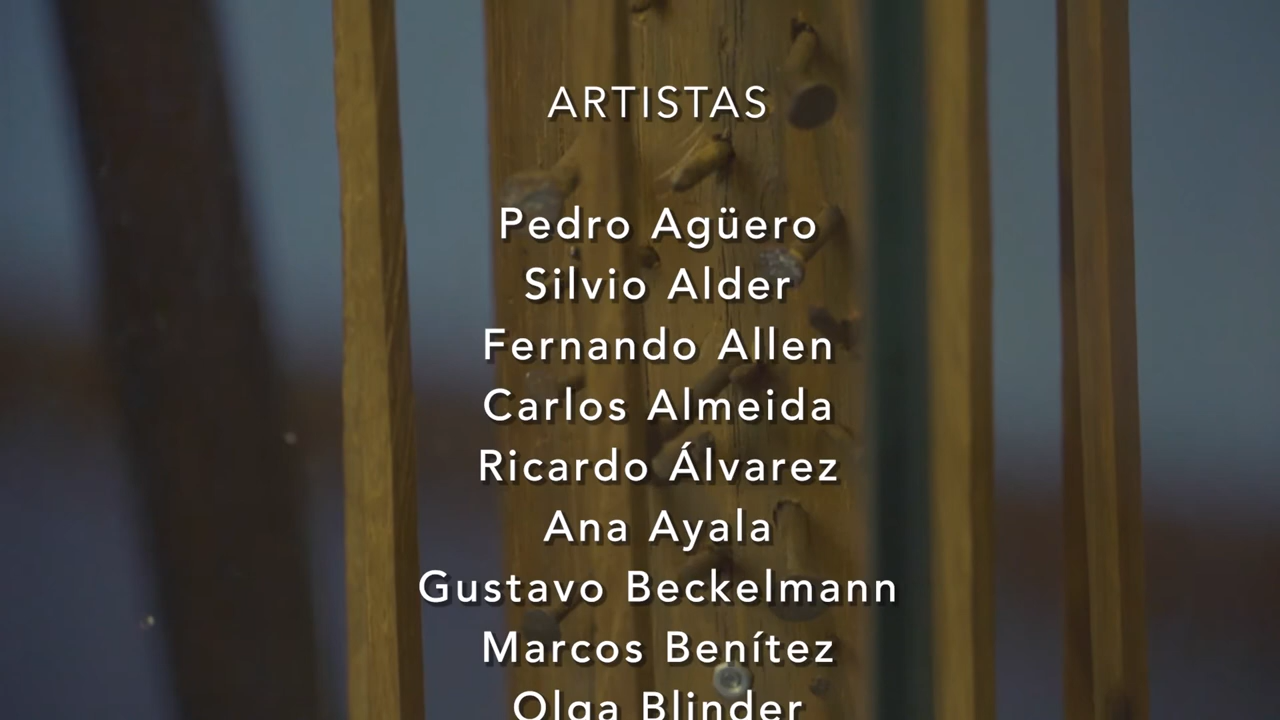 ARTISTAS
Pedro Agüero
Silvio Alder
Fernando Allen
Carlos Almeida
Ricardo Álvarez
Ana Ayala
Gustavo Beckelmann
Marcos Benítez
Olga Blinder